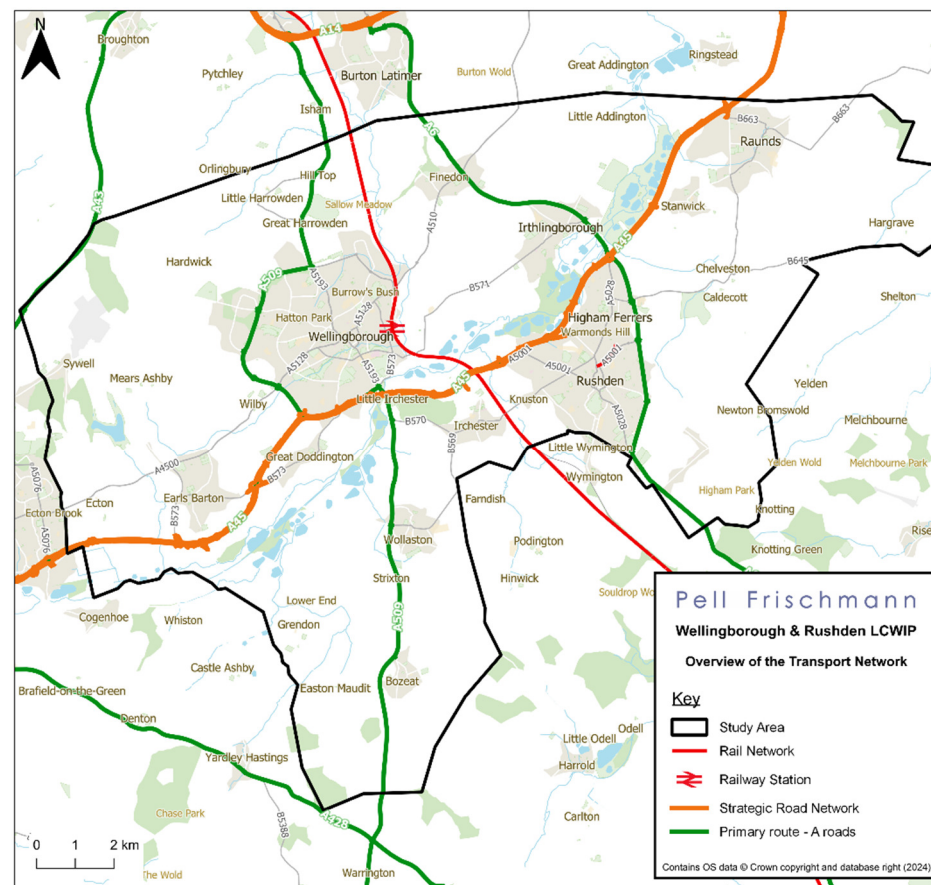 N
Broughton
A14
Ringstead
Great Addington
Pytchley
Burton Latimer
Burton Wold
Isham
Little Addington
B663
B663
A6
Raunds
Orlingbury
Hill Top
Finedon
A43
Little Harrowden
Sallow Meadow
Stanwick
A510
Great Harrowden
Irthlingborough
Hargrave
A45
Hardwick
B645
Chelveston
A509
A5193
B571
A5028
Burrow's Bush
Caldecott
Shelton
A5128
Hatton Park
Higham Ferrers
Warmonds Hill
Wellingborough
A5001
A5001
B573
Sywell
A5128
A5193
A45
A5001
Mears Ashby
Rushden
Yelden
Little Irchester
Knuston
Wilby
Newton Bromswold
B570
Irchester
A5028
Melchbourne
B569
Little Wymington
Great Doddington
A4500
B573
Yelden Wold
Melchbourne Park
A5076
Wymington
Earls Barton
Farndish
Higham Park
Ecton
Ecton Brook
B573
Knotting
A45
A5076
Rise
Wollaston
Podington
Knotting Green
Strixton
Hinwick
Souldrop Wo
Lower End
Cogenhoe
Whiston
Grendon
A509
Castle Ashby
Bozeat
Easton Maudit
Brafield-on-the-Green
Denton
Odell
Little Odell
Yardley Hastings
Harrold
Chase Park
A428
Carlton
B5388
0 1 2 km
The Wold
Warrington
Pell Frischmann
Wellingborough & Rushden LCWIP
Overview of the Transport Network
Key
Study Area
Rail Network
Railway Station
Strategic Road Network
Primary route - A roads
Contains OS data © Crown copyright and database right (2024)